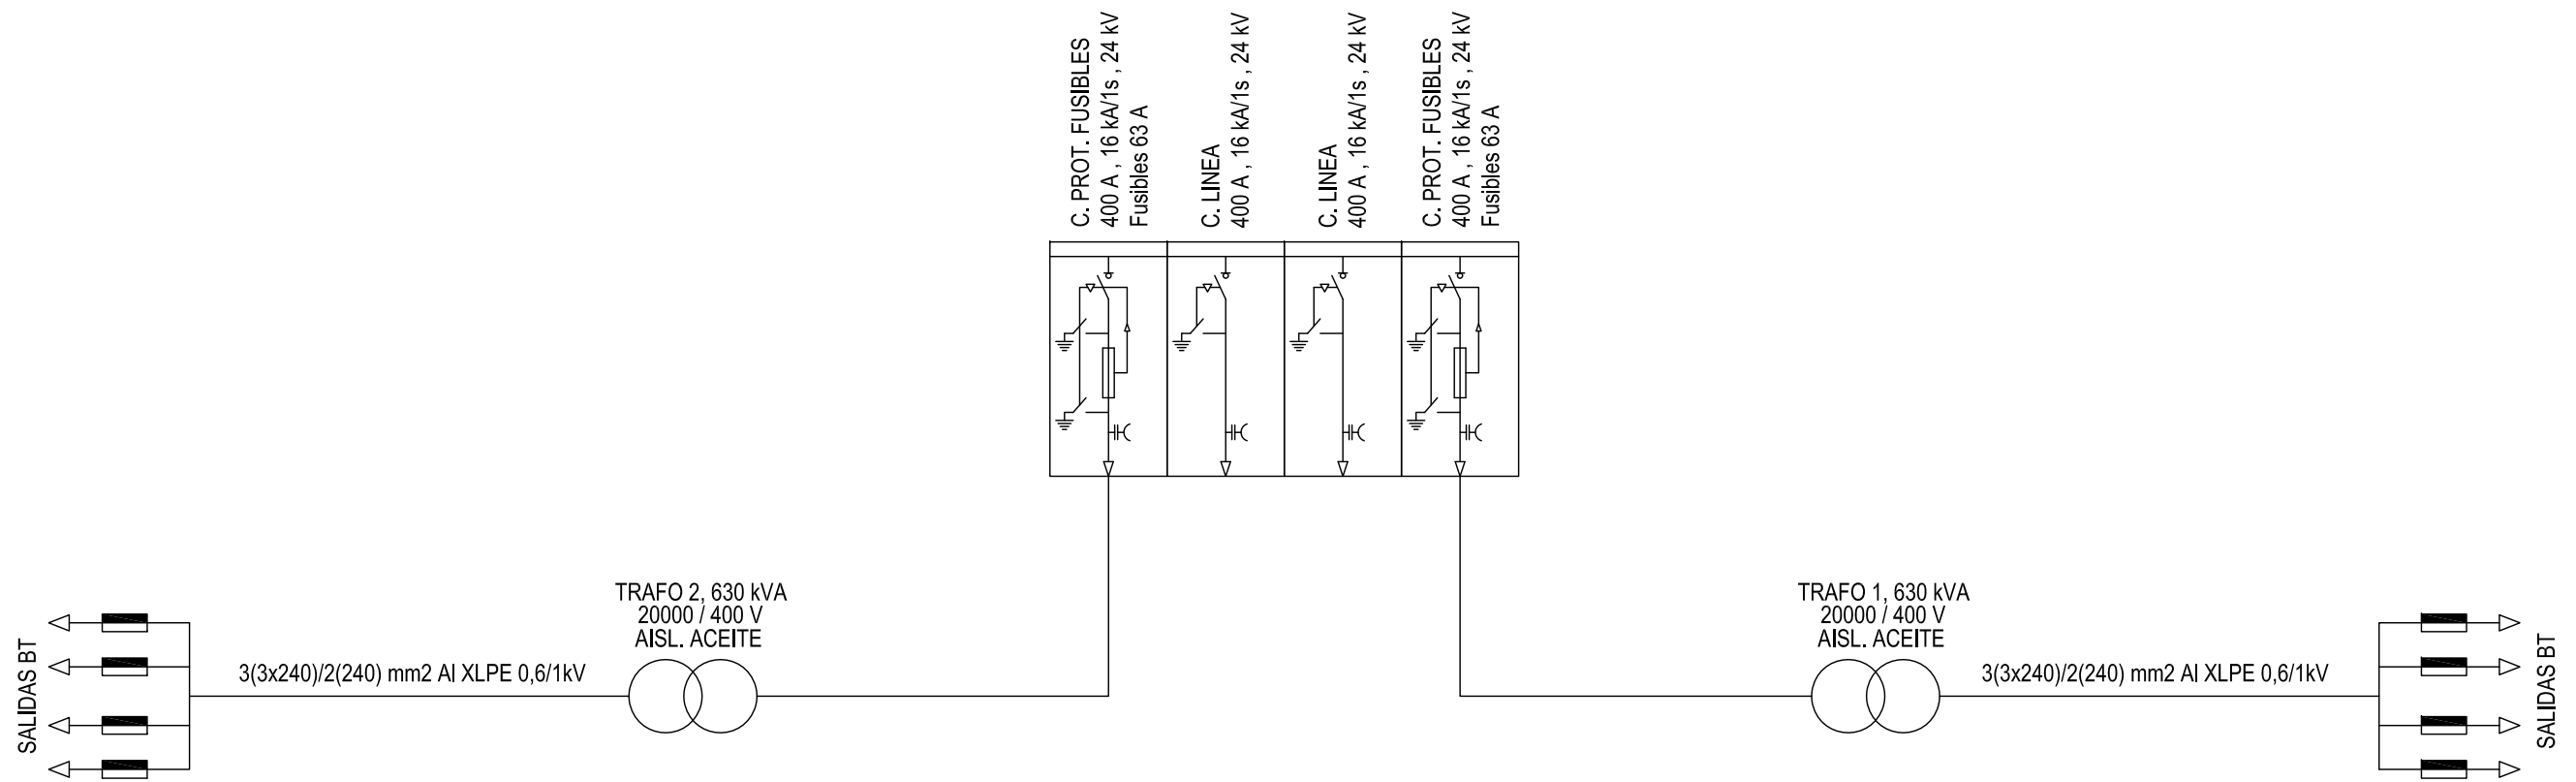 C. PROT. FUSIBLES
400 A , 16 kA/1s , 24 kV
Fusibles 63 A
C. LINEA
400 A , 16 kA/1s , 24 kV
C. LINEA
400 A , 16 kA/1s , 24 kV
C. PROT. FUSIBLES
400 A , 16 kA/1s , 24 kV
Fusibles 63 A
SALIDAS BT
3(3x240)/2(240) mm2 Al XLPE 0,6/1kV
TRAFO 2, 630 kVA
20000 / 400 V
AISL. ACEITE
TRAFO 1, 630 kVA
20000 / 400 V
AISL. ACEITE
3(3x240)/2(240) mm2 Al XLPE 0,6/1kV
SALIDAS BT